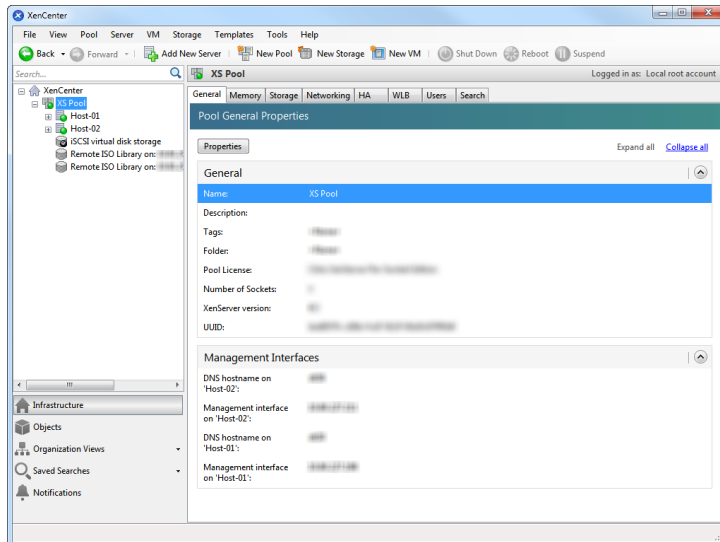 XenCenter
File View Pool Server VM Storage Templates Tools Help
Back Forward Add New Server New Pool New Storage New VM Shut Down Reboot Suspend
Search...
XS Pool
Logged in as: Local root account
XenCenter
XS Pool
Host-01
Host-02
iSCSI virtual disk storage
Remote ISO Library on:
Remote ISO Library on:
General Memory Storage Networking HA WLB Users Search
Pool General Properties
Properties
Expand all Collapse all
General
Name: XS Pool
Description:
Tags:
Folder:
Pool License:
Number of Sockets:
XenServer version:
UUID:
Management Interfaces
DNS hostname on
'Host-02':
Management interface
on 'Host-02':
DNS hostname on
'Host-01':
Management interface
on 'Host-01':
Infrastructure
Objects
Organization Views
Saved Searches
Notifications